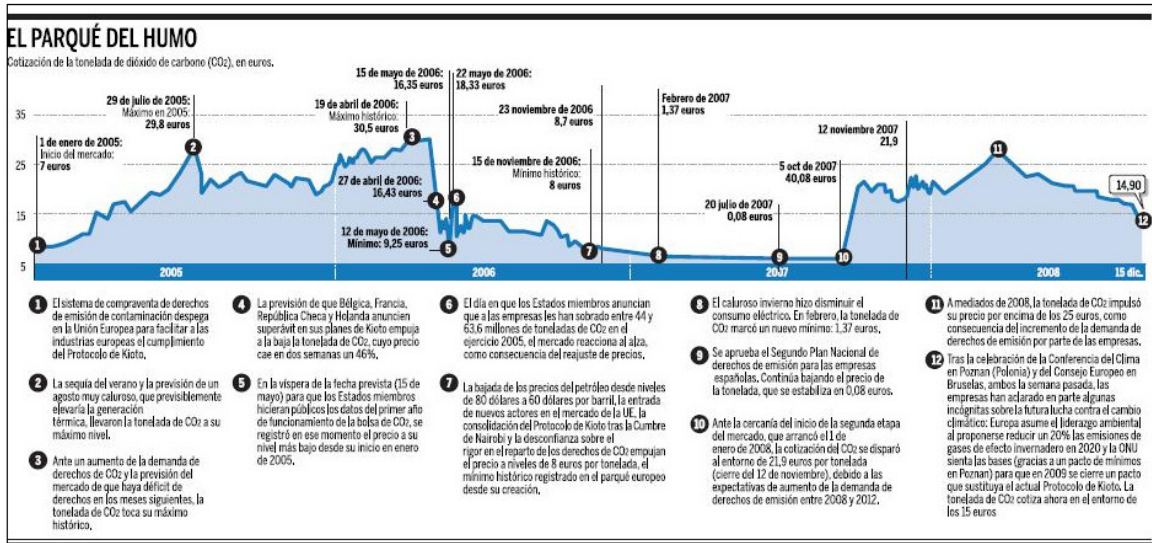 EL PARQUÉ DEL HUMO
Cotización de la tonelada de dióxido de carbono (CO2), en euros.
35
25
15
5
1 de enero de 2005:
Inicio del mercado:
7 euros
29 de julio de 2005:
Máximo en 2005:
29,8 euros
19 de abril de 2006:
Máximo histórico:
30,5 euros
27 de abril de 2006:
16,43 euros
12 de mayo de 2006:
Mínimo: 9,25 euros
15 de mayo de 2006:
16,35 euros
22 mayo de 2006:
18,33 euros
23 noviembre de 2006
8,7 euros
15 de noviembre de 2006:
Mínimo histórico:
8 euros
Febrero de 2007
1,37 euros
20 julio de 2007
0,08 euros
5 oct de 2007
40,08 euros
12 noviembre 2007
21,9
14,90
1
2
3
4
5
6
7
8
9
10
11
12
2005
2006
2007
2008
15 dic.
1 El sistema de compraventa de derechos
de emisión de contaminación despega
en la Unión Europea para facilitar a las
industrias europeas el cumplimiento
del Protocolo de Kioto.
2 La sequía del verano y la previsión de un
agosto muy caluroso, que previsiblemente
elevaría la generación
térmica, llevaron la tonelada de CO2 a su
máximo nivel.
3 Ante un aumento de la demanda de
derechos de CO2 y la previsión del
mercado de que haya déficit de
derechos en los meses siguientes, la
tonelada de CO2 toca su máximo
histórico.
4 La previsión de que Bélgica, Francia,
República Checa y Holanda anuncien
superávit en sus planes de Kioto empuja
a la baja la tonelada de CO2, cuyo precio
cae en dos semanas un 46%.
5 En la víspera de la fecha prevista (15 de
mayo) para que los Estados miembros
hicieran públicos los datos del primer año
de funcionamiento de la bolsa de CO2, se
registró en ese momento el precio a su
nivel más bajo desde su inicio en enero
de 2005.
6 El día en que los Estados miembros anuncian
que a las empresas les han sobrado entre 44 y
63,6 millones de toneladas de CO2 en el
ejercicio 2005, el mercado reacciona al alza,
como consecuencia del reajuste de precios.
7 La bajada de los precios del petróleo desde niveles
de 80 dólares a 60 dólares por barril, la entrada
de nuevos actores en el mercado de la UE, la
consolidación del Protocolo de Kioto tras la Cumbre
de Nairobi y la desconfianza sobre el
rigor en el reparto de los derechos de CO2 empujan
el precio a niveles de 8 euros por tonelada, el
mínimo histórico registrado en el parqué europeo
desde su creación.
8 El caluroso invierno hizo disminuir el
consumo eléctrico. En febrero, la tonelada de
CO2 marcó un nuevo mínimo: 1,37 euros.
9 Se aprueba el Segundo Plan Nacional de
derechos de emisión para las empresas
españolas. Continúa bajando el precio de
la tonelada, que se estabiliza en 0,08 euros.
10 Ante la cercanía del inicio de la segunda etapa
del mercado, que arrancó el 1 de
enero de 2008, la cotización del CO2 se disparó
al entorno de 21,9 euros por tonelada
(cierre del 12 de noviembre), debido a las
expectativas de aumento de la demanda de
derechos de emisión entre 2008 y 2012.
11 A mediados de 2008, la tonelada de CO2 impulsó
su precio por encima de los 25 euros, como
consecuencia del incremento de la demanda de
derechos de emisión por parte de las empresas.
12 Tras la celebración de la Conferencia del Clima
en Poznan (Polonia) y del Consejo Europeo en
Bruselas, ambos la semana pasada, las
empresas han aclarado en parte algunas
incógnitas sobre la futura lucha contra el cambio
climático: Europa asume el liderazgo ambiental
al proponerse reducir un 20% las emisiones de
gases de efecto invernadero en 2020 y la ONU
sienta las bases (gracias a un pacto de mínimos
en Poznan) para que en 2009 se cierre un pacto
que sustituya el actual Protocolo de Kioto. La
tonelada de CO2 cotiza ahora en el entorno de
los 15 euros